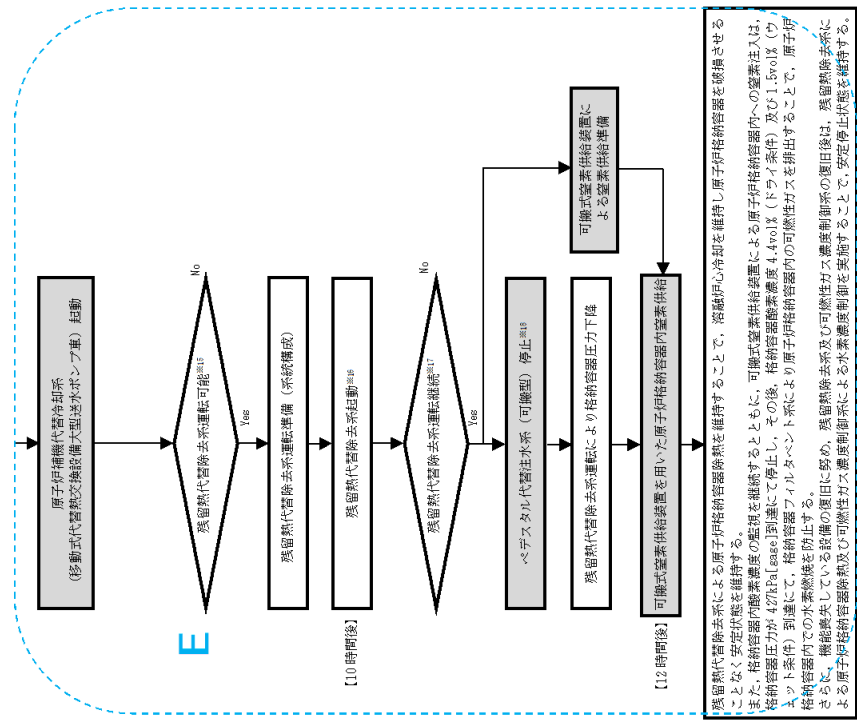 原子炉補機代替冷却系
(移動式代替熱交換設備大型送水ポンプ車) 起動
残留熱代替除去系運転可能※15
No
Yes
E
残留熱代替除去系運転準備(系統構成)
【10時間後】
残留熱代替除去系起動※16
残留熱代替除去系運転継続※17
No
Yes
ペデスタル代替注水系(可搬型)停止※18
可搬式窒素供給装置に
よる窒素供給準備
残留熱代替除去系運転により格納容器圧力下降
【12時間後】
可搬式窒素供給装置を用いた原子炉格納容器内窒素供給
残留熱代替除去系による原子炉格納容器除熱を維持することで,溶融炉心冷却を維持し原子炉格納容器を破損させる
ことなく安定状態を維持する。
また,格納容器内酸素濃度の監視を継続するとともに,可搬式窒素供給装置による原子炉格納容器内への窒素注入は,
格納容器圧力が427kPa[gage]到達にて停止し,その後,格納容器酸素濃度4.4vol%(ドライ条件)及び1.5vol%(ウ
ェット条件)到達にて,格納容器フィルタベント系により原子炉格納容器内の可燃性ガスを排出することで,原子炉
格納容器内での水素燃焼を防止する。
さらに,機能喪失している設備の復旧に努め,残留熱除去系及び可燃性ガス濃度制御系の復旧後は,残留熱除去系に
よる原子炉格納容器除熱及び可燃性ガス濃度制御系による水素濃度制御を実施することで,安定停止状態を維持する。